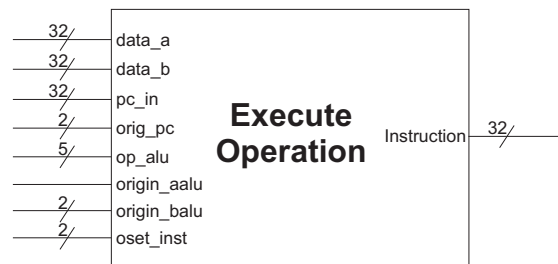 32
data_a
32
data_b
32
pc_in
2
orig_pc
5
op_alu
origin_aalu
2
origin_balu
2
oset_inst
Execute
Operation
Instruction
32